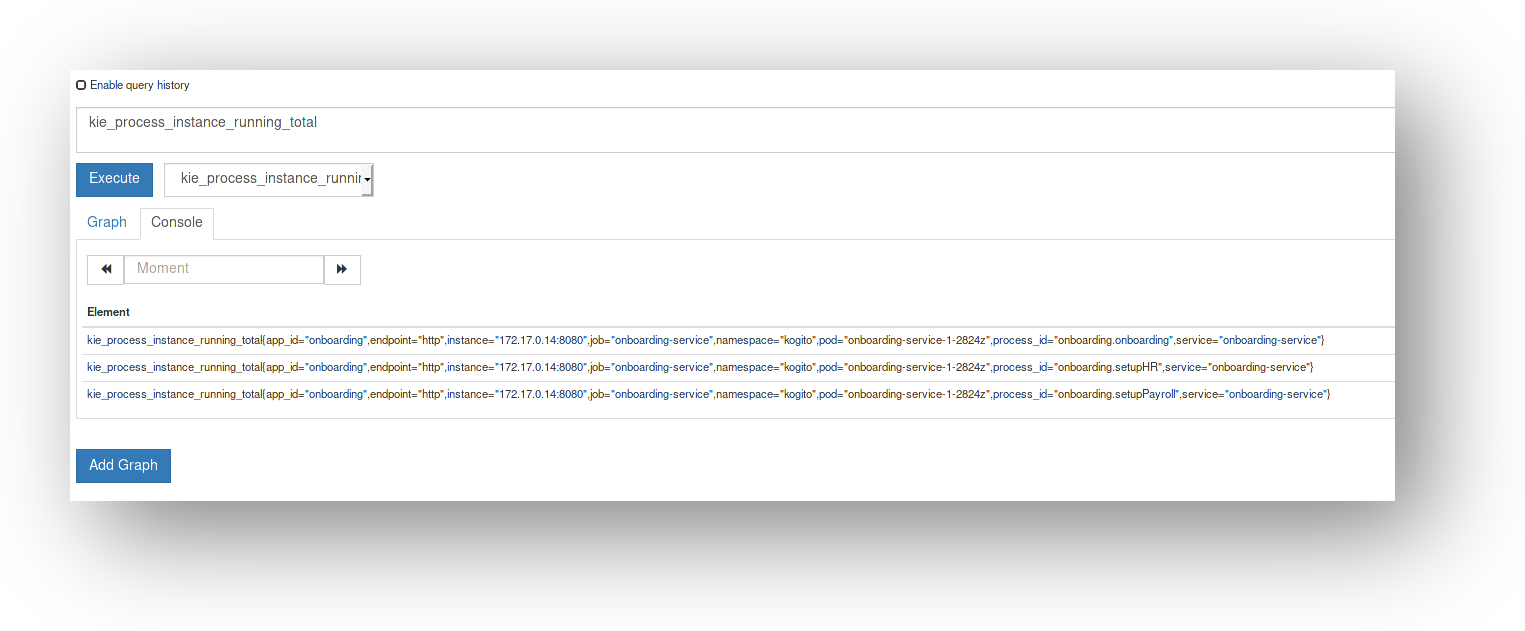 Enable query history
kie_process_instance_running_total
Execute kie_process_instance_runnin
Graph Console
Moment
Element
kie_process_instance_running_total{app_id="onboarding",endpoint="http",instance="172.17.0.14:8080",job="onboarding-service",namespace="kogito",pod="onboarding-service-1-2824z",process_id="onboarding.onboarding",service="onboarding-service"}
kie_process_instance_running_total{app_id="onboarding",endpoint="http",instance="172.17.0.14:8080",job="onboarding-service",namespace="kogito",pod="onboarding-service-1-2824z",process_id="onboarding.setupHR",service="onboarding-service"}
kie_process_instance_running_total{app_id="onboarding",endpoint="http",instance="172.17.0.14:8080",job="onboarding-service",namespace="kogito",pod="onboarding-service-1-2824z",process_id="onboarding.setupPayroll",service="onboarding-service"}
Add Graph